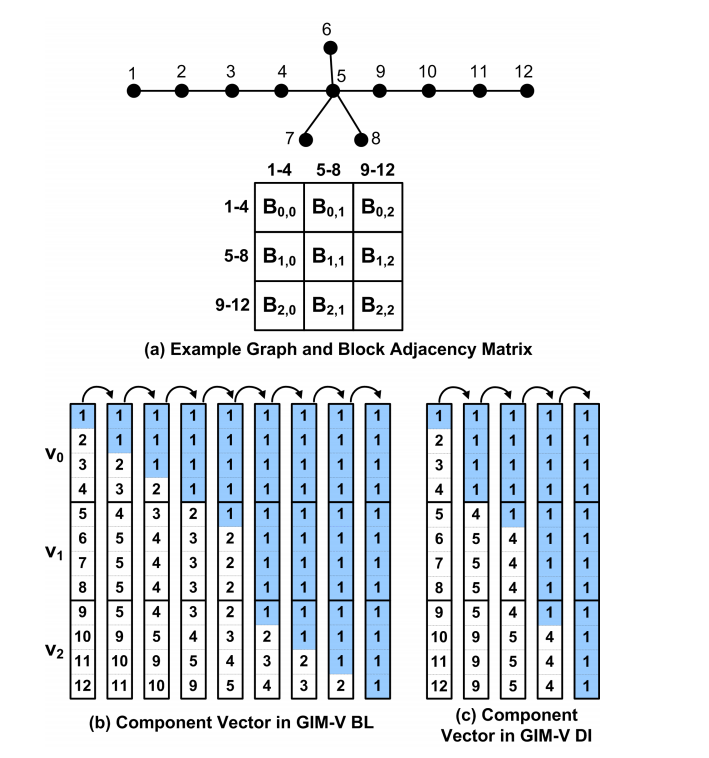 6
1 2 3 4 5 9 10 11 12
7 8
1-4 5-8 9-12
1-4 B0,0 B0,1 B0,2
5-8 B1,0 B1,1 B1,2
9-12 B2,0 B2,1 B2,2
(a) Example Graph and Block Adjacency Matrix
1 1 1 1 1 1 1 1 1 1 1 1 1 1
2 1 1 1 1 1 1 1 1 2 1 1 1 1
v0
3 2 1 1 1 1 1 1 1 3 1 1 1 1
4 3 2 1 1 1 1 1 1 4 1 1 1 1
5 4 3 2 1 1 1 1 1 5 4 1 1 1
6 5 4 3 2 1 1 1 1 6 5 4 1 1
v1
7 5 4 3 2 1 1 1 1 7 5 4 1 1
8 5 4 3 2 1 1 1 1 8 5 4 1 1
9 5 4 3 2 1 1 1 1 9 5 4 1 1
10 9 5 4 3 2 1 1 1 10 9 5 4 1
v2
11 10 9 5 4 3 2 1 1 11 9 5 4 1
12 11 10 9 5 4 3 2 1 12 9 5 4 1
(b) Component Vector in GIM-V BL
(c) Component
Vector in GIM-V DI